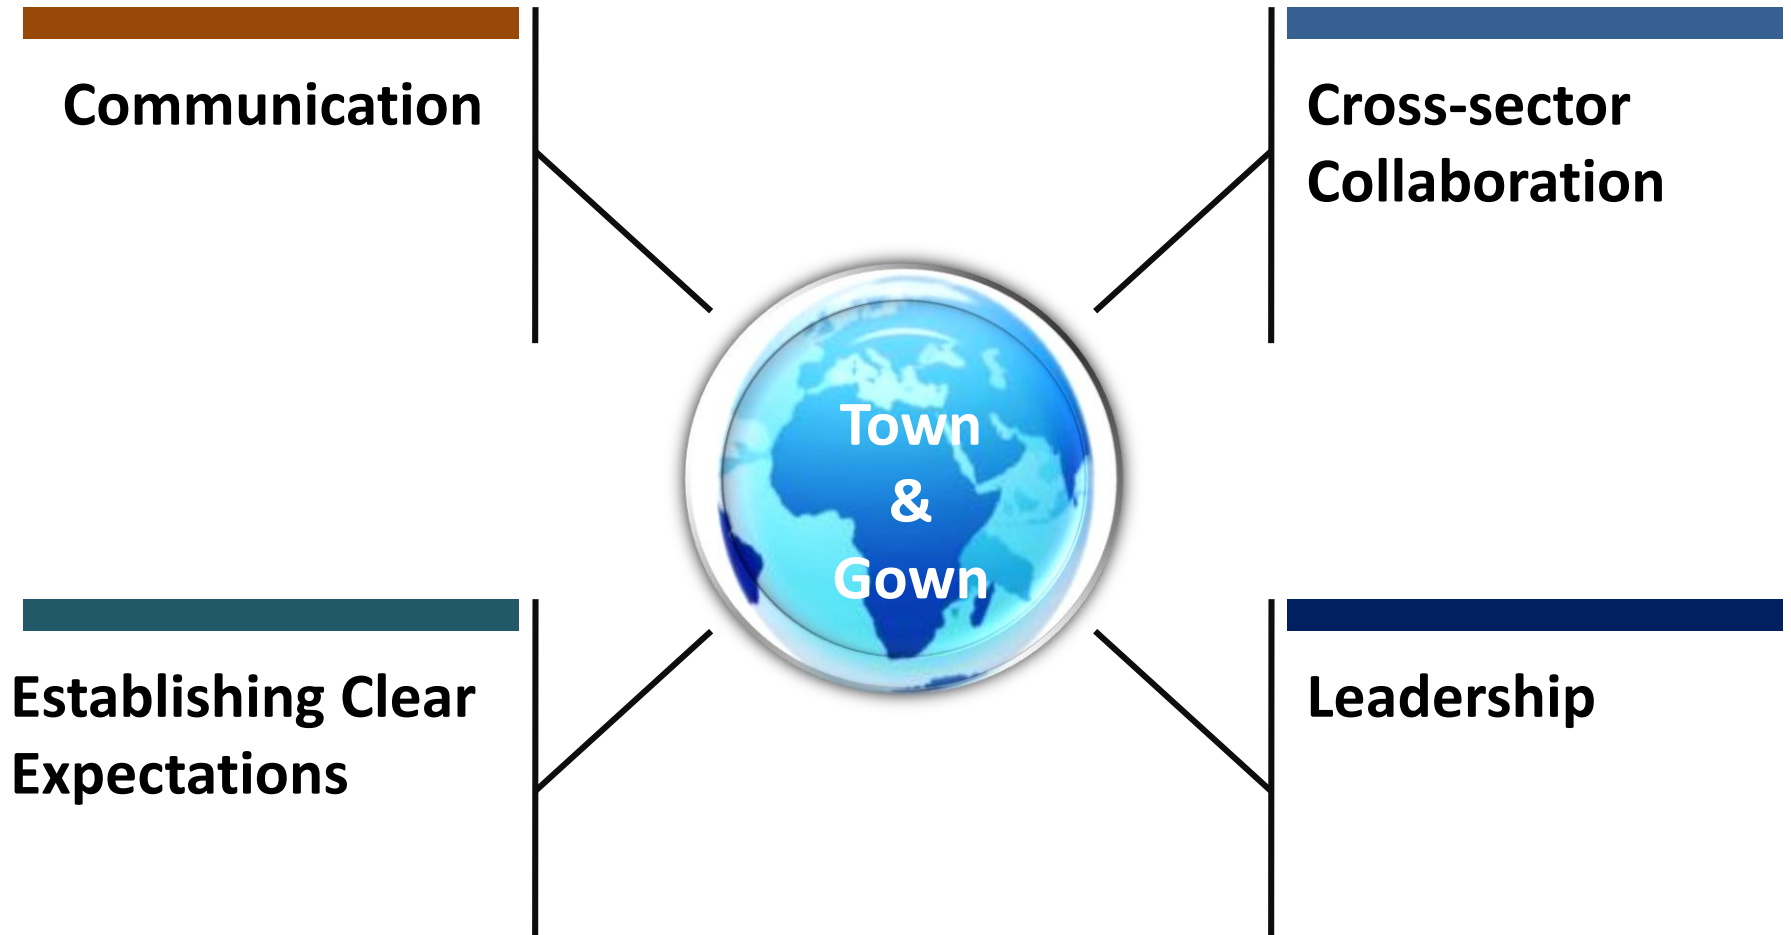 Communication
Cross-sector
Collaboration
Town
&
Gown
Establishing Clear
Expectations
Leadership